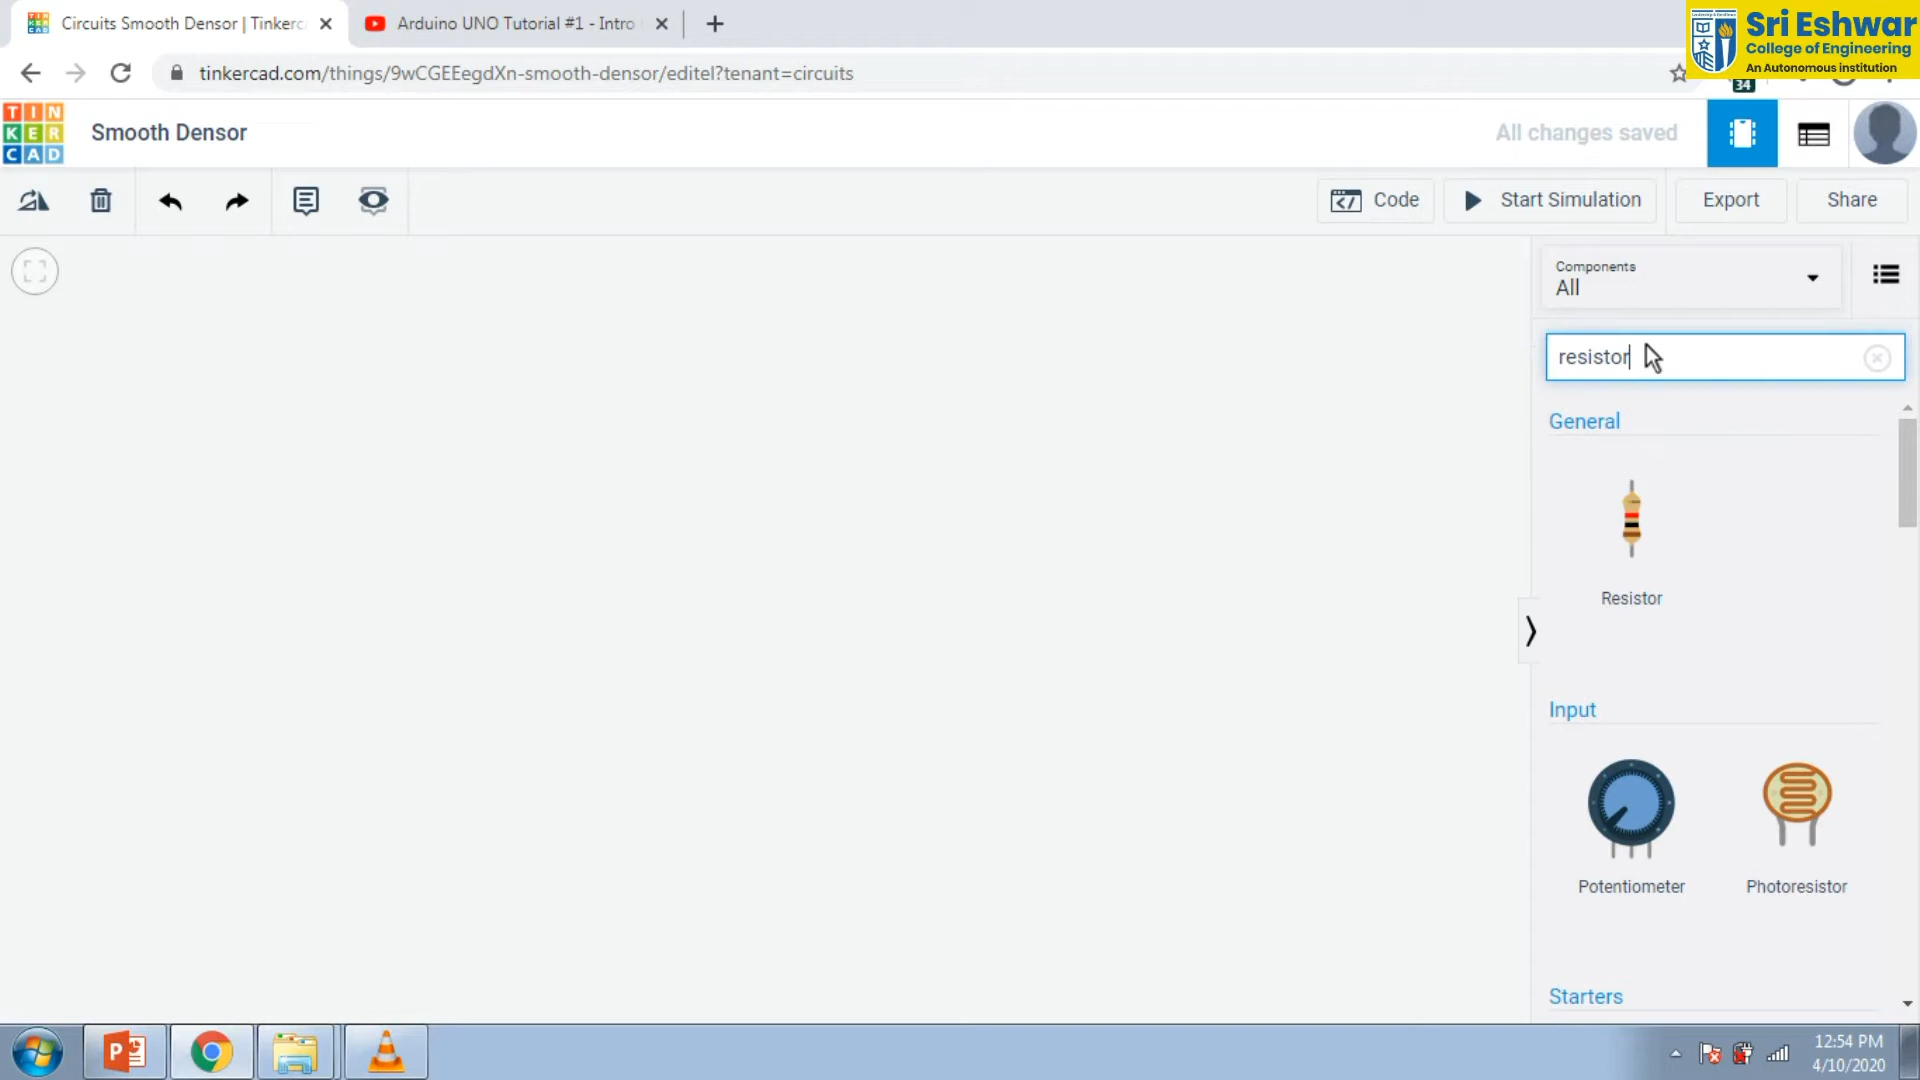 Circuits Smooth Densor | Tinkerc
Arduino UNO Tutorial #1 - Intro
Sri Eshwar
College of Engineering
An Autonomous institution
tinkercad.com/things/9wCGEEegdXn-smooth-densor/editel?tenant=circuits
34
TIN
KER
CAD
Smooth Densor
All changes saved
Code
Start Simulation
Export
Share
Components
All
resistor
General
Resistor
Input
Potentiometer
Photoresistor
Starters
12:54 PM
4/10/2020